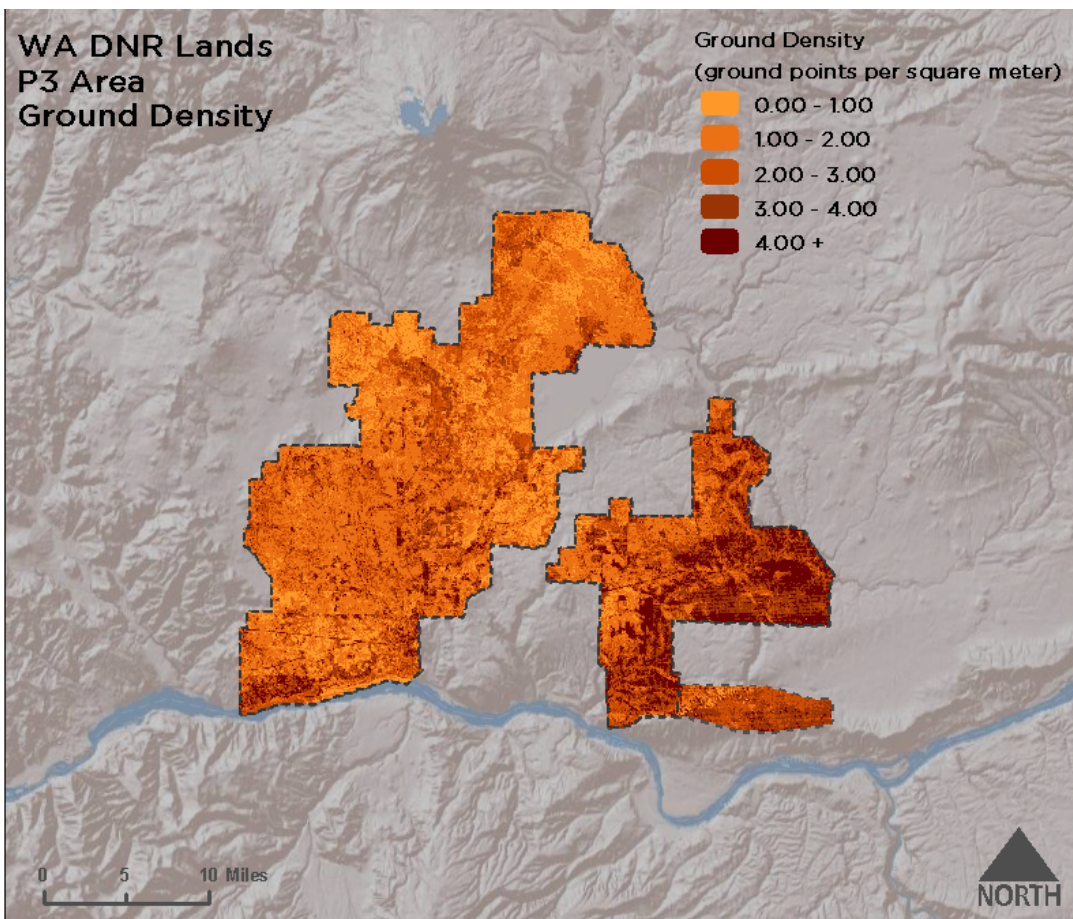 WA DNR Lands
P3 Area
Ground Density
Ground Density
(ground points per square meter)
0.00 - 1.00
1.00 - 2.00
2.00 - 3.00
3.00 - 4.00
4.00 +
0 5 10 Miles
NORTH